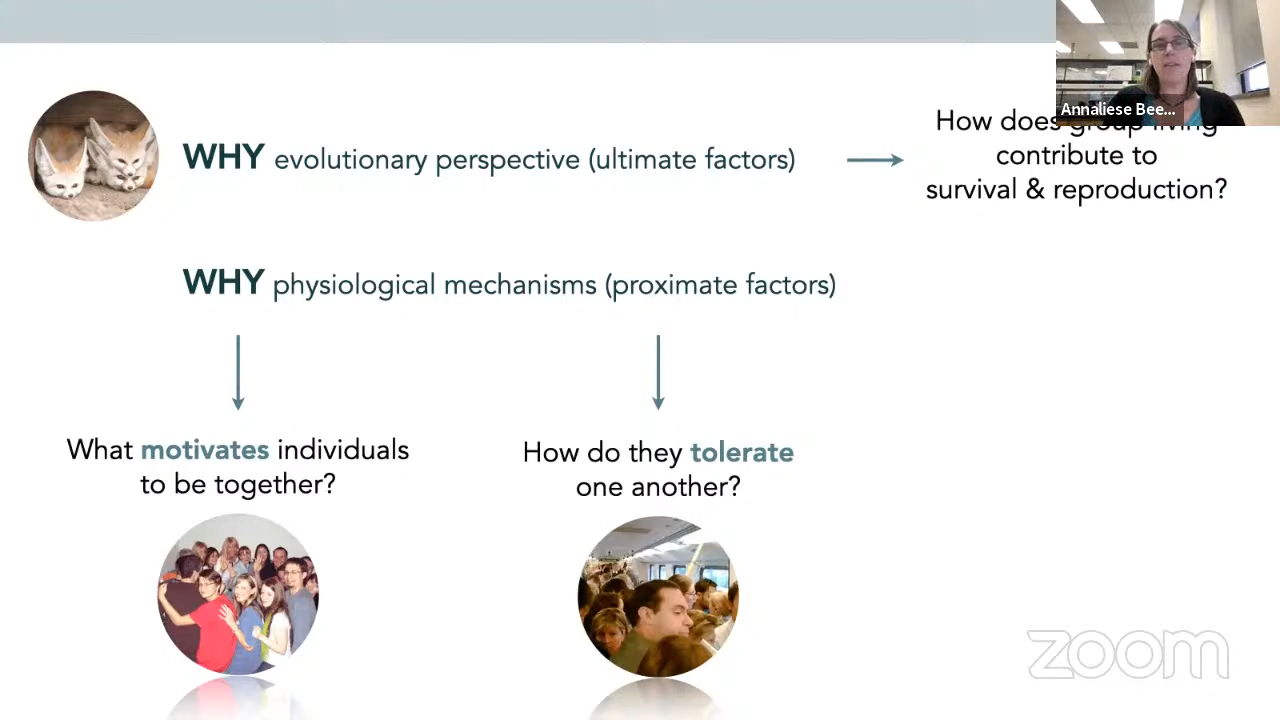 Annaliese Bee...
WHY evolutionary perspective (ultimate factors)
How does group living
contribute to
survival & reproduction?
WHY physiological mechanisms (proximate factors)
What motivates individuals
to be together?
How do they tolerate
one another?
zoom